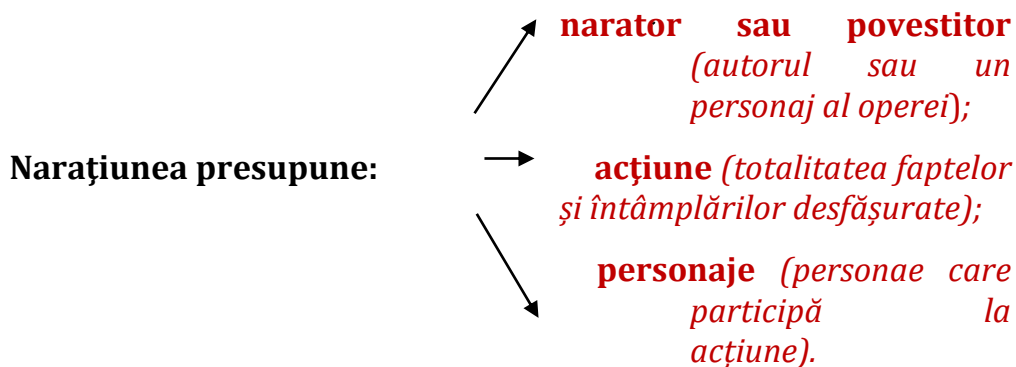 narator sau povestitor
(autorul sau un
personaj al operei);
Narațiunea presupune:
acțiune (totalitatea faptelor
și întâmplărilor desfășurate);
personaje (personae care
participă la
acțiune).